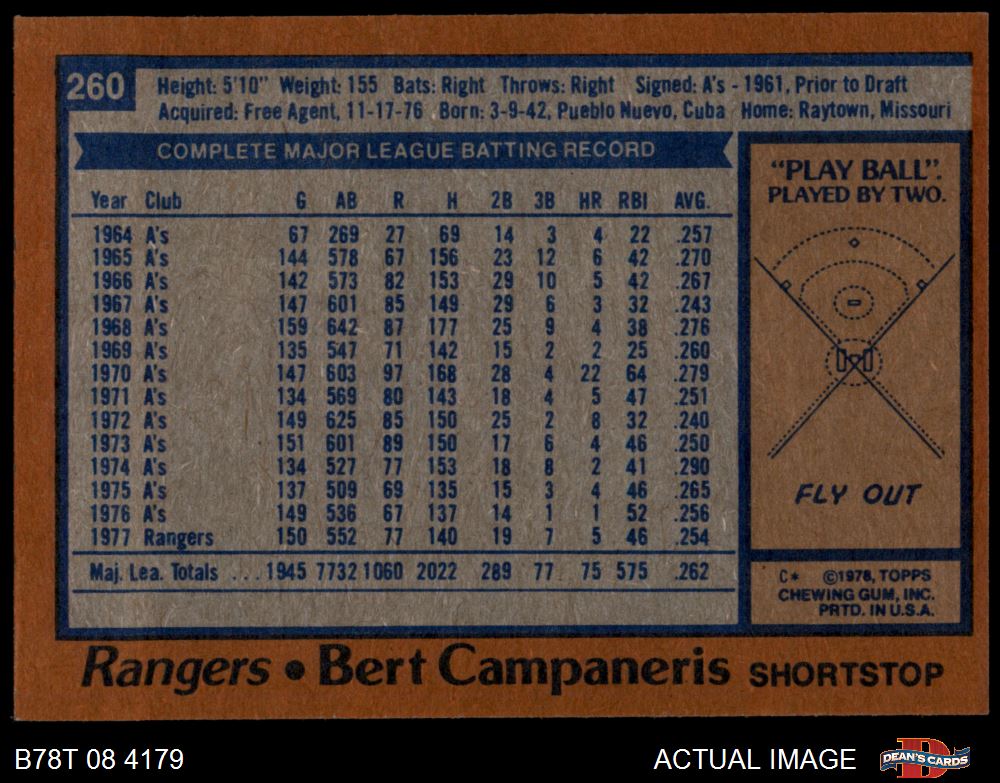 260
Height: 5'10" Weight: 155 Bats: Right Throws: Right Signed: A's - 1961, Prior to Draft
Acquired: Free Agent, 11-17-76 Born: 3-9-42, Pueblo Nuevo, Cuba Home: Raytown, Missouri
COMPLETE MAJOR LEAGUE BATTING RECORD
Year Club G AB R H 2B 3B HR RBI AVG.
1964 A's 67 269 27 69 14 3 4 22 .257
1965 A's 144 578 67 156 23 12 6 42 .270
1966 A's 142 573 82 153 29 10 5 42 .267
1967 A's 147 601 85 149 29 6 3 32 .243
1968 A's 159 642 87 177 25 9 4 38 .276
1969 A's 135 547 71 142 15 2 2 25 .260
1970 A's 147 603 97 168 28 4 22 64 .279
1971 A's 134 569 80 143 18 4 5 47 .251
1972 A's 149 625 85 150 25 2 8 32 .240
1973 A's 151 601 89 150 17 6 4 46 .250
1974 A's 134 527 77 153 18 8 2 41 .290
1975 A's 137 509 69 135 15 3 4 46 .265
1976 A's 149 536 67 137 14 1 1 52 .256
1977 Rangers 150 552 77 140 19 7 5 46 .254
Maj. Lea. Totals ... 1945 7732 1060 2022 289 77 75 575 .262
"PLAY BALL".
PLAYED BY TWO.
FLY OUT
C* ©1978, TOPPS
CHEWING GUM, INC.
PRTD. IN U.S.A.
Rangers • Bert Campaneris SHORTSTOP
B78T 08 4179 ACTUAL IMAGE
D
DEAN'S CARDS